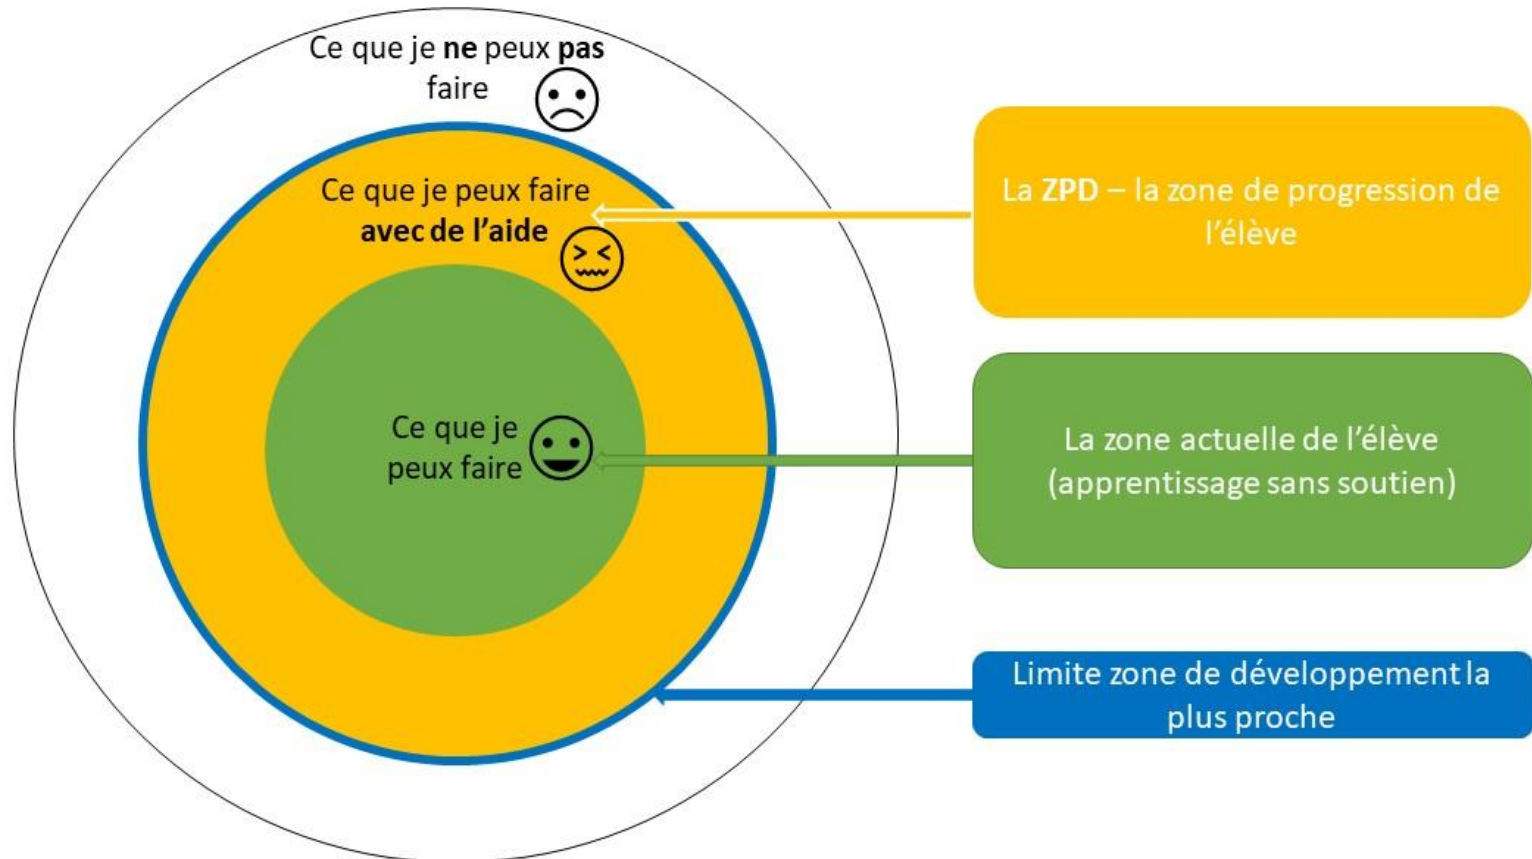 Ce que je ne peux pas
faire
Ce que je peux faire
avec de l'aide
Ce que je
peux faire
La ZPD – la zone de progression de
l'élève
La zone actuelle de l'élève
(apprentissage sans soutien)
Limite zone de développement la
plus proche